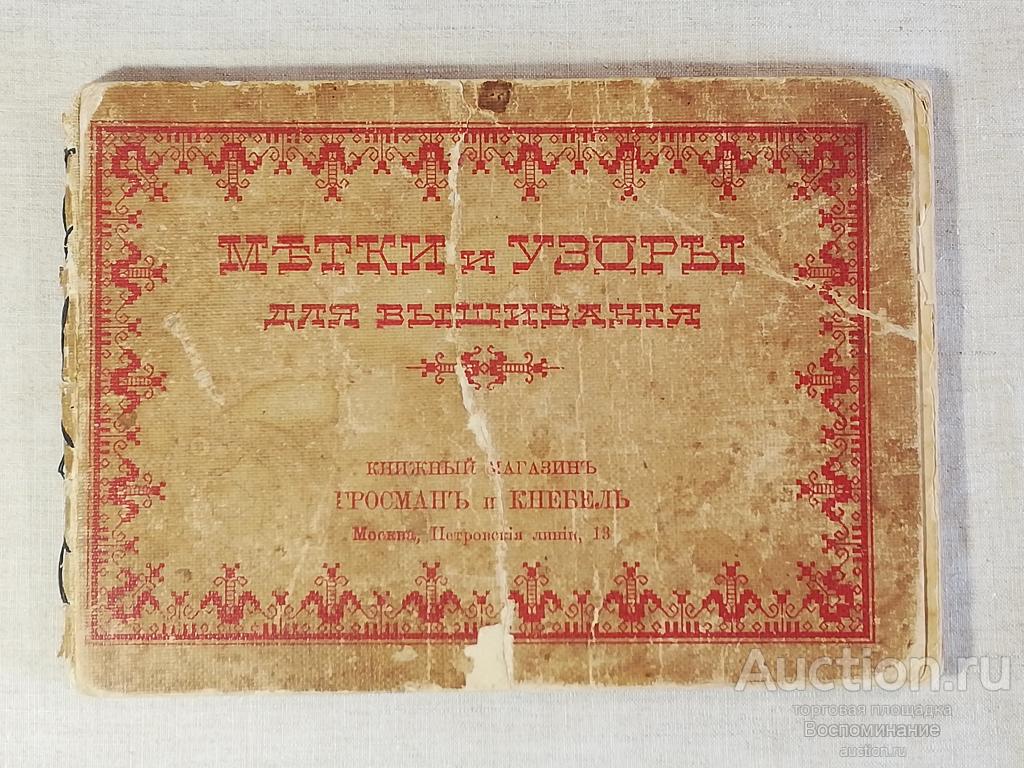 МѢТКИ и УЗОРЫ
ДЛЯ ВЫШИВАНІЯ
КНИЖНЫЙ МАГАЗИНЪ
ГРОСМАНЪ и КНЕБЕЛЬ
Москва, Петровскія линіи, 13
Auction.ru
торговая площадка
Воспоминание
auction.ru